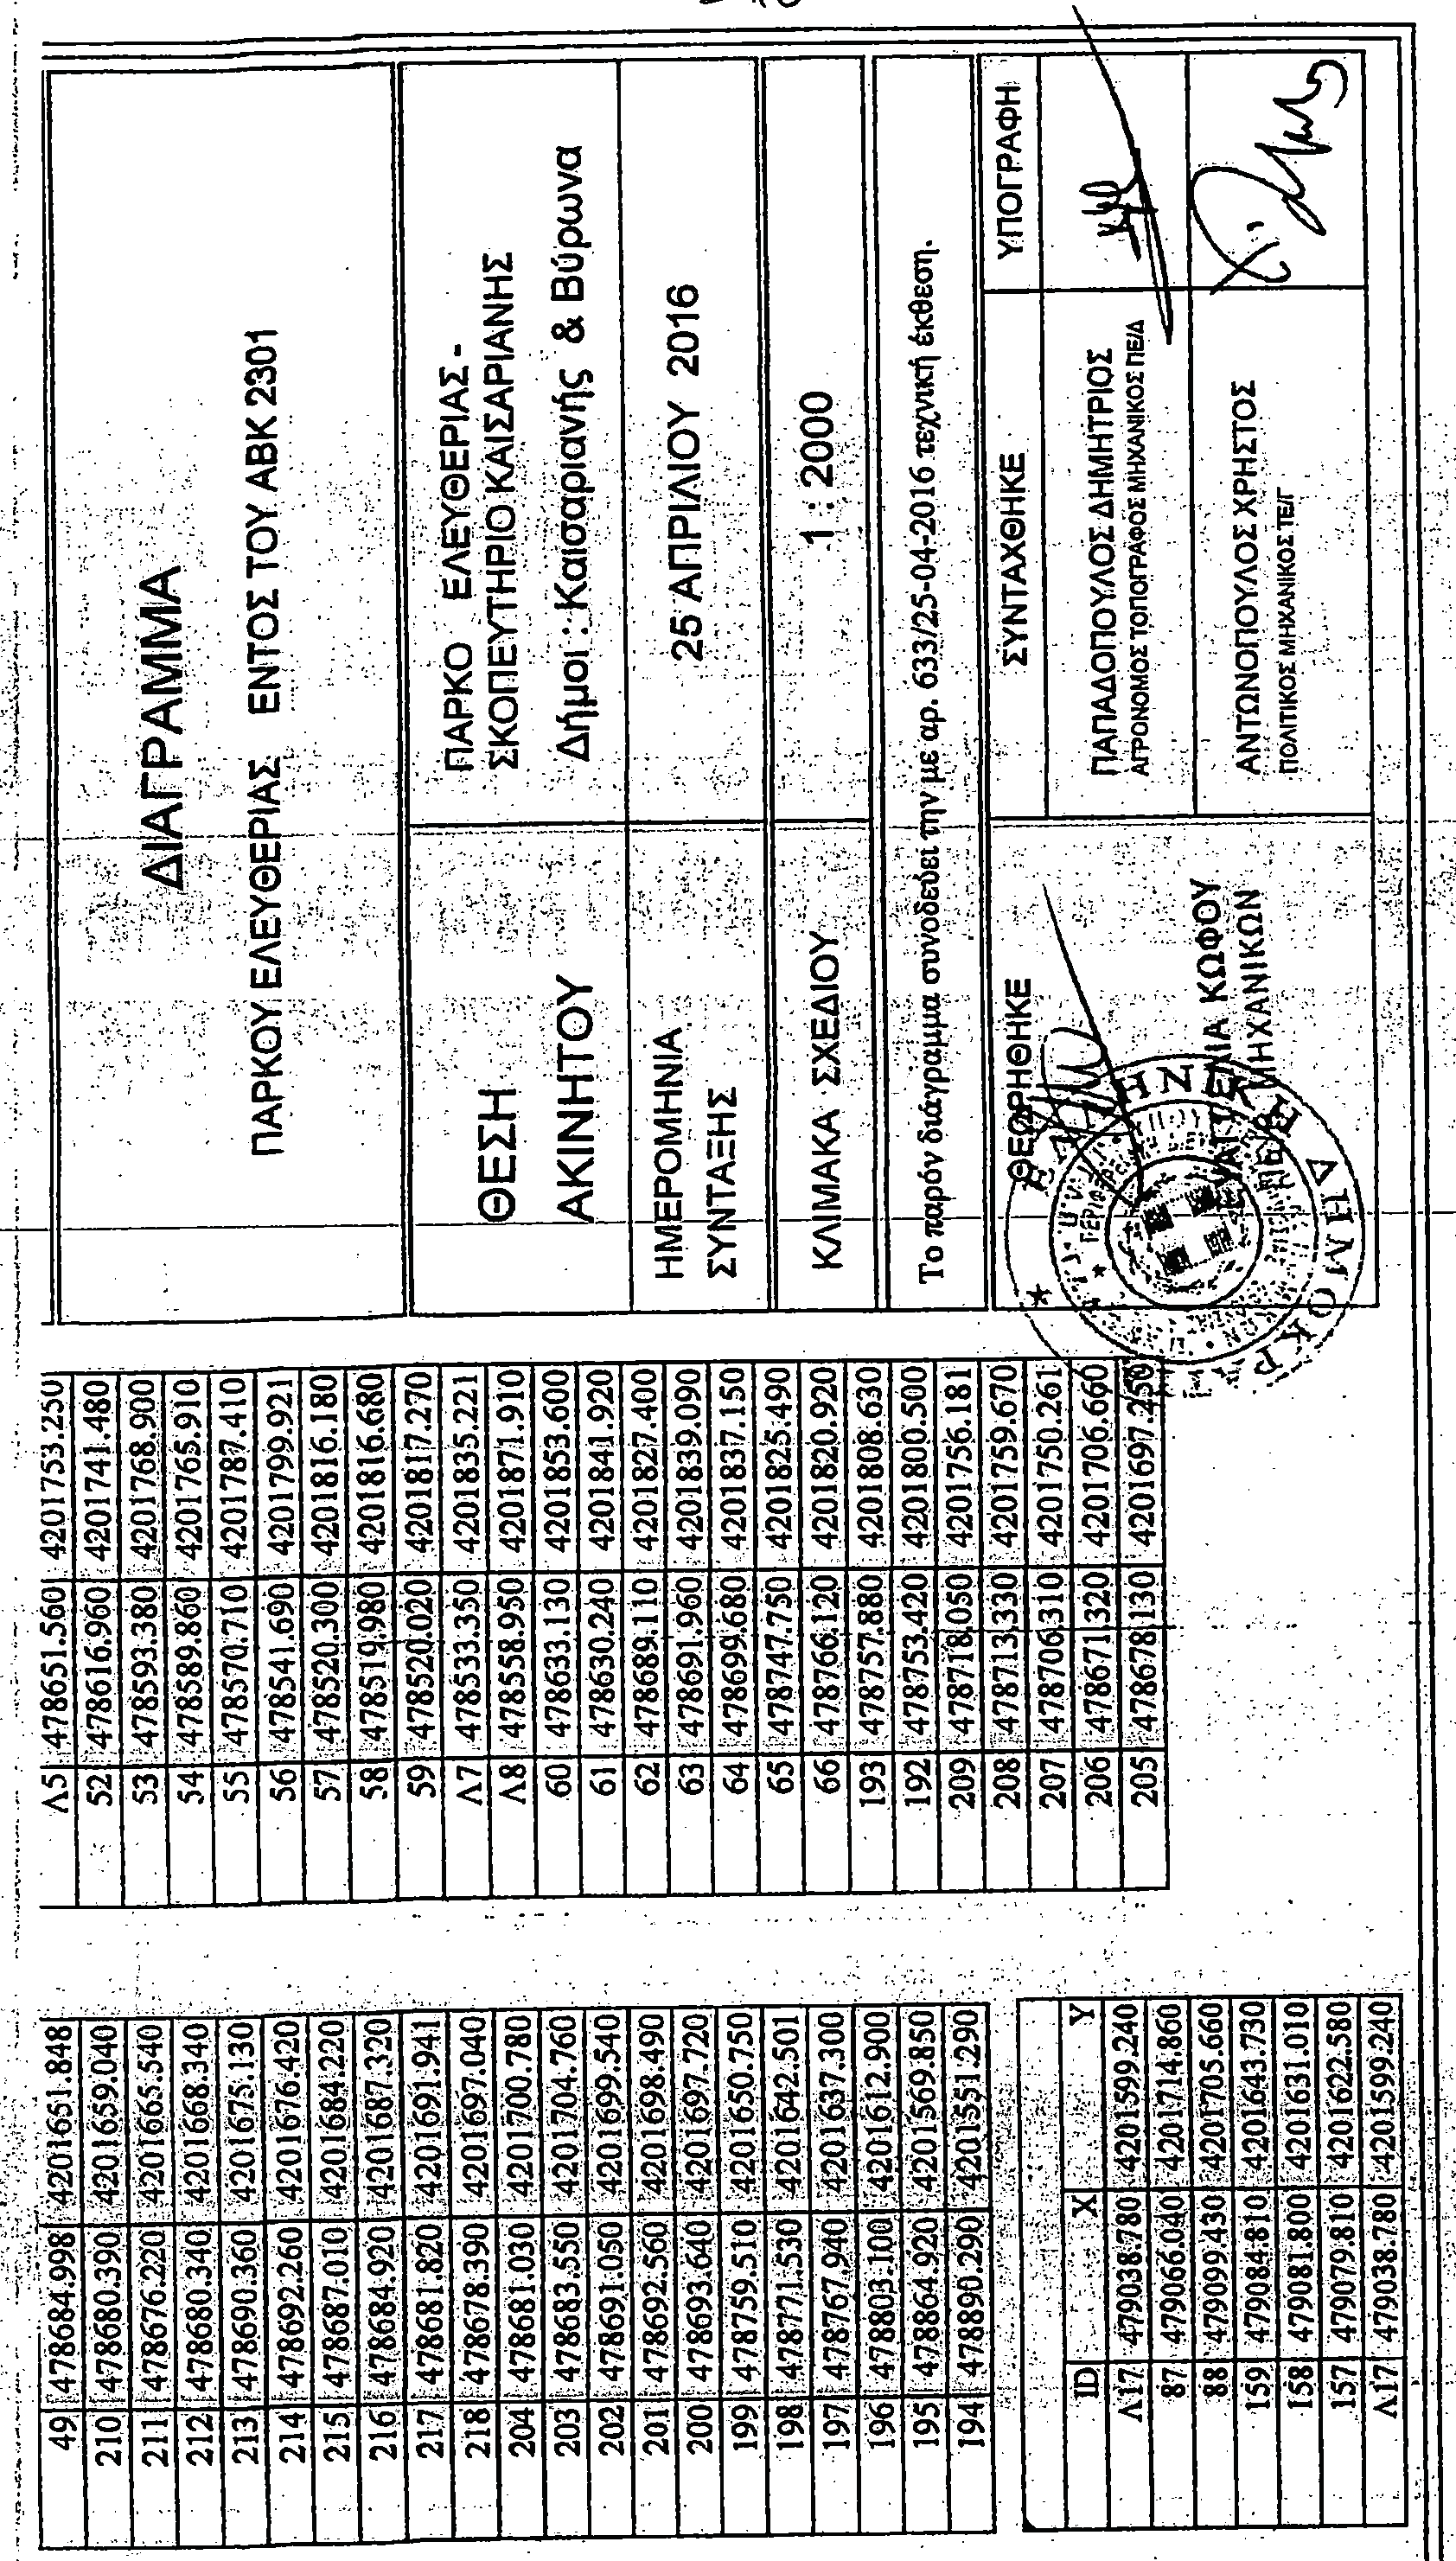 49 478684.998 4201651.848
210 478680.390 4201659.040
211 478676.220 4201665.540
212 478680.340 4201668.340
213 478690.360 4201675.130
214 478692.260 4201676.420
215 478687.010 4201684.220
216 478684.920 4201687.320
217 478681.820 4201691.941
218 478678.390 4201697.040
204 478681.030 4201700.780
203 478683.550 4201704.760
202 478691.050 4201699.540
201 478692.560 4201698.490
200 478693.640 4201697.720
199 478759.510 4201650.750
198 478771.530 4201642.501
197 478767.940 4201637.300
196 478803.100 4201612.900
195 478864.920 4201569.850
194 478890.290 4201551.290
ID X Y
Λ17 479038.780 4201599.240
87 479066.040 4201714.860
88 479099.430 4201705.660
159 479084.810 4201643.730
158 479081.800 4201631.010
157 479079.810 4201622.580
Λ17 479038.780 4201599.240
Λ5 478651.560 4201753.250
52 478616.960 4201741.480
53 478593.380 4201768.900
54 478589.860 4201765.910
55 478570.710 4201787.410
56 478541.690 4201799.921
57 478520.300 4201816.180
58 478519.980 4201816.680
59 478520.020 4201817.270
Λ7 478533.350 4201835.221
Λ8 478558.950 4201871.910
60 478633.130 4201853.600
61 478630.240 4201841.920
62 478689.110 4201827.400
63 478691.960 4201839.090
64 478699.680 4201837.150
65 478747.750 4201825.490
66 478766.120 4201820.920
193 478757.880 4201808.630
192 478753.420 4201800.500
209 478718.050 4201756.181
208 478713.330 4201759.670
207 478706.310 4201750.261
206 478671.320 4201706.660
205 478678.130 4201697.250
ΔΙΑΓΡΑΜΜΑ
ΠΑΡΚΟΥ ΕΛΕΥΘΕΡΙΑΣ ΕΝΤΟΣ ΤΟΥ ΑΒΚ 2301
ΘΕΣΗ
ΑΚΙΝΗΤΟΥ
ΠΑΡΚΟ ΕΛΕΥΘΕΡΙΑΣ -
ΣΚΟΠΕΥΤΗΡΙΟ ΚΑΙΣΑΡΙΑΝΗΣ
Δήμοι : Καισαριανής & Βύρωνα
ΗΜΕΡΟΜΗΝΙΑ
ΣΥΝΤΑΞΗΣ
25 ΑΠΡΙΛΙΟΥ 2016
ΚΛΙΜΑΚΑ ΣΧΕΔΙΟΥ
1 : 2000
Το παρόν διάγραμμα συνοδεύει την με αρ. 633/25-04-2016 τεχνική έκθεση.
ΘΕΩΡΗΘΗΚΕ
ΚΩΦΟΥ
ΜΗΧΑΝΙΚΩΝ
ΣΥΝΤΑΧΘΗΚΕ
ΥΠΟΓΡΑΦΗ
ΠΑΠΑΔΟΠΟΥΛΟΣ ΔΗΜΗΤΡΙΟΣ
ΑΓΡΟΝΟΜΟΣ ΤΟΠΟΓΡΑΦΟΣ ΜΗΧΑΝΙΚΟΣ ΠΕ/Δ
ΑΝΤΩΝΟΠΟΥΛΟΣ ΧΡΗΣΤΟΣ
ΠΟΛΙΤΙΚΟΣ ΜΗΧΑΝΙΚΟΣ ΤΕ/Γ